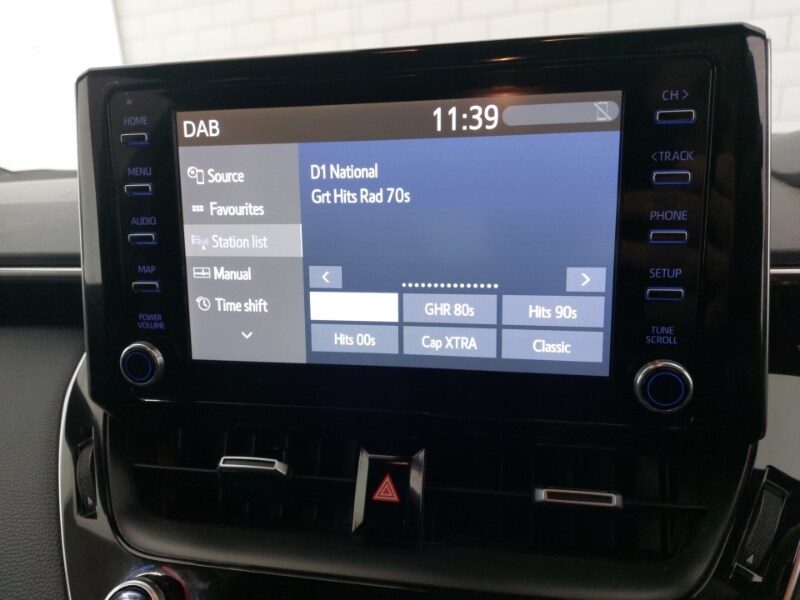 DAB 11:39
HOME
MENU
AUDIO
MAP
POWER
VOLUME
Source
Favourites
Station list
Manual
Time shift
D1 National
Grt Hits Rad 70s
<
>
GHR 80s
Hits 90s
Hits 00s
Cap XTRA
Classic
CH >
< TRACK
PHONE
SETUP
TUNE
SCROLL